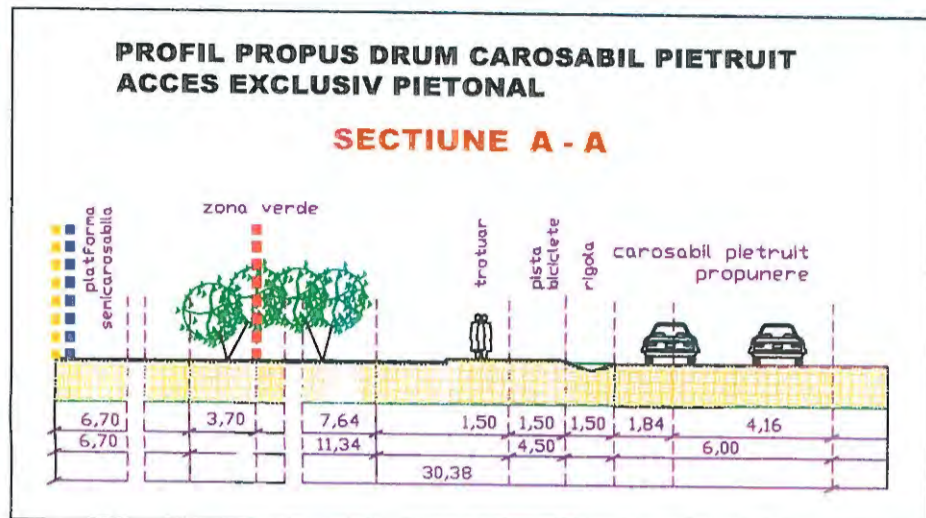 PROFIL PROPUS DRUM CAROSABIL PIETRUIT
ACCES EXCLUSIV PIETONAL
SECTIUNE A - A
platforma
semicarosabila
zona verde
trotuar
pista
biciclete
rigola
carosabil pietruit
propunere
6,70 3,70 7,64 1,50 1,50 1,50 1,84 4,16
6,70 11,34 4,50 6,00
30,38